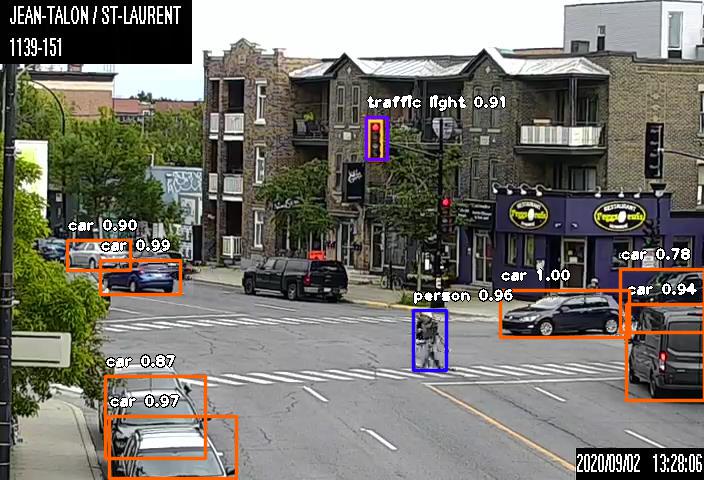 JEAN-TALON / ST-LAURENT
1139-151
traffic light 0.91
car 0.90
car 0.99
RESTAURANT
RESTAURANT
car 0.78
car 1.00
car 0.94
person 0.96
car 0.87
car 0.97
2020/09/02 13:28:06